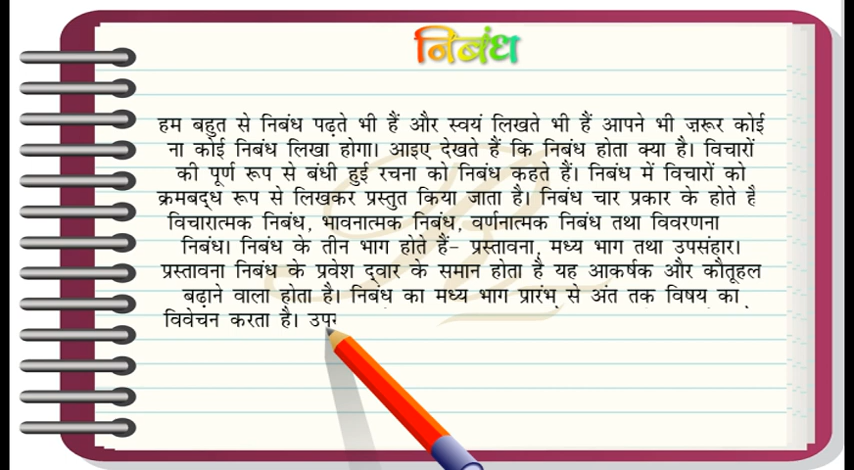 निबंध
हम बहुत से निबंध पढ़ते भी हैं और स्वयं लिखते भी हैं आपने भी ज़रूर कोई
ना कोई निबंध लिखा होगा। आइए देखते हैं कि निबंध होता क्या है। विचारों
की पूर्ण रूप से बंधी हुई रचना को निबंध कहते हैं। निबंध में विचारों को
क्रमबद्ध रूप से लिखकर प्रस्तुत किया जाता है। निबंध चार प्रकार के होते है
विचारात्मक निबंध, भावनात्मक निबंध, वर्णनात्मक निबंध तथा विवरणना
निबंध। निबंध के तीन भाग होते हैं– प्रस्तावना, मध्य भाग तथा उपसंहार।
प्रस्तावना निबंध के प्रवेश द्वार के समान होता है यह आकर्षक और कौतूहल
बढ़ाने वाला होता है। निबंध का मध्य भाग प्रारंभ से अंत तक विषय का
विवेचन करता है।